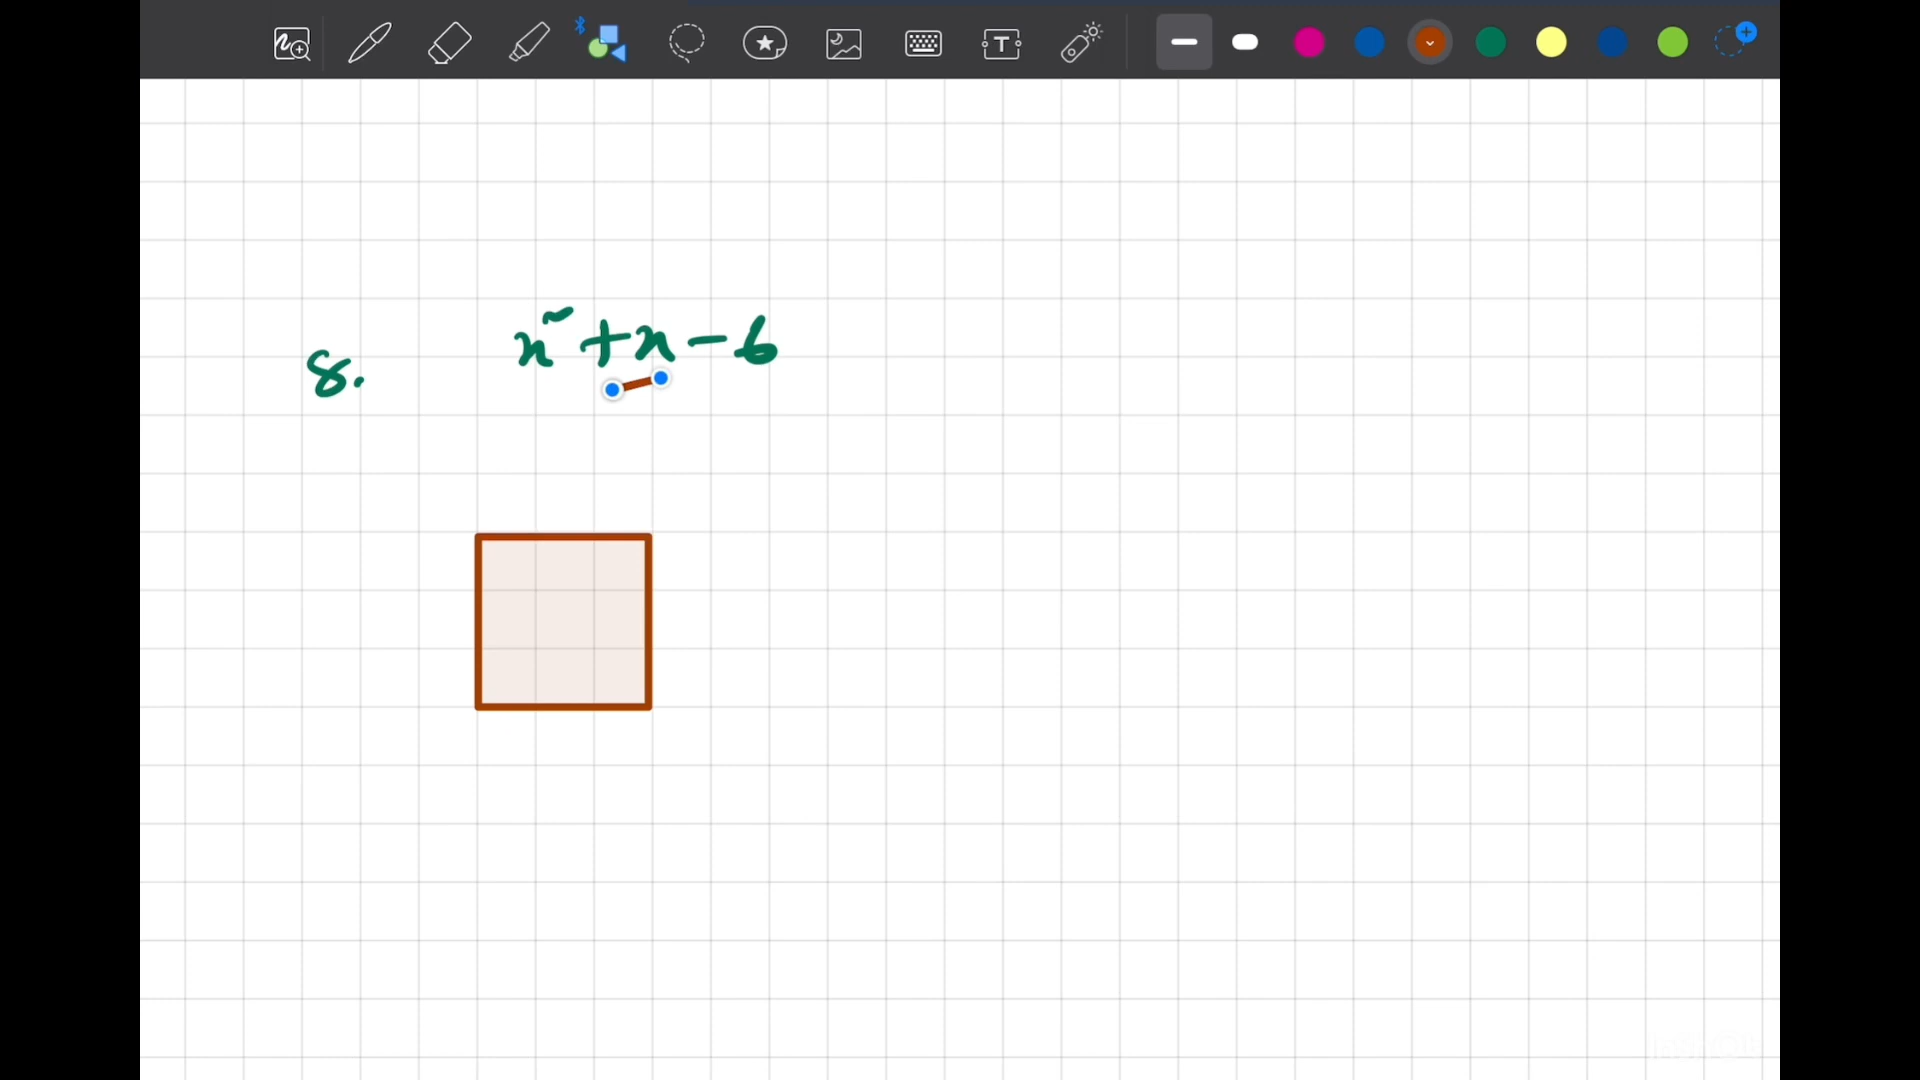 8. x² + x - 6